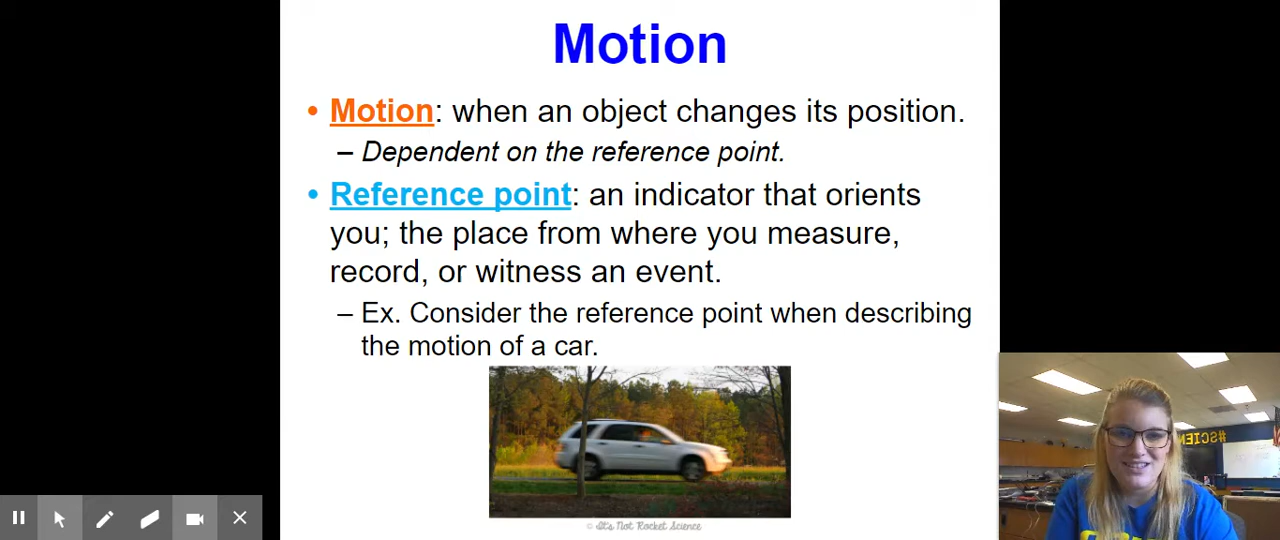 Motion
• Motion: when an object changes its position.
– Dependent on the reference point.
• Reference point: an indicator that orients
you; the place from where you measure,
record, or witness an event.
– Ex. Consider the reference point when describing
the motion of a car.
© It's Not Rocket Science
#SCIEN